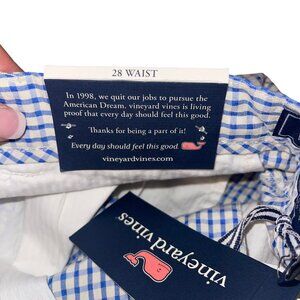 28 WAIST
In 1998, we quit our jobs to pursue the
American Dream. vineyard vines is living
proof that every day should feel this good.
Thanks for being a part of it!
Every day should feel this good.
vineyardvines.com
vineyard vines